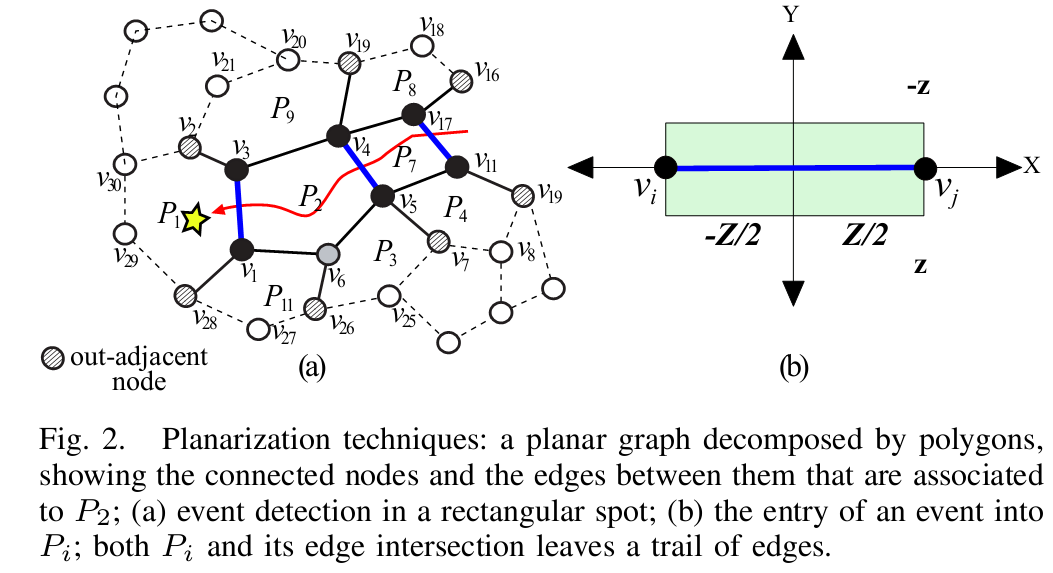 v20
v19
v18
v21
v16
P8
P9
v17
v2
v3
v4
P7
v11
v30
P2
v5
v19
P1
P4
v29
v1
v6
P3
v7
v8
P11
v28
v27
v26
v25
out-adjacent
node
(a)
Y
-z
X
vi
vj
-Z/2
Z/2
z
(b)
Fig. 2. Planarization techniques: a planar graph decomposed by polygons,
showing the connected nodes and the edges between them that are associated
to P2; (a) event detection in a rectangular spot; (b) the entry of an event into
Pi; both Pi and its edge intersection leaves a trail of edges.